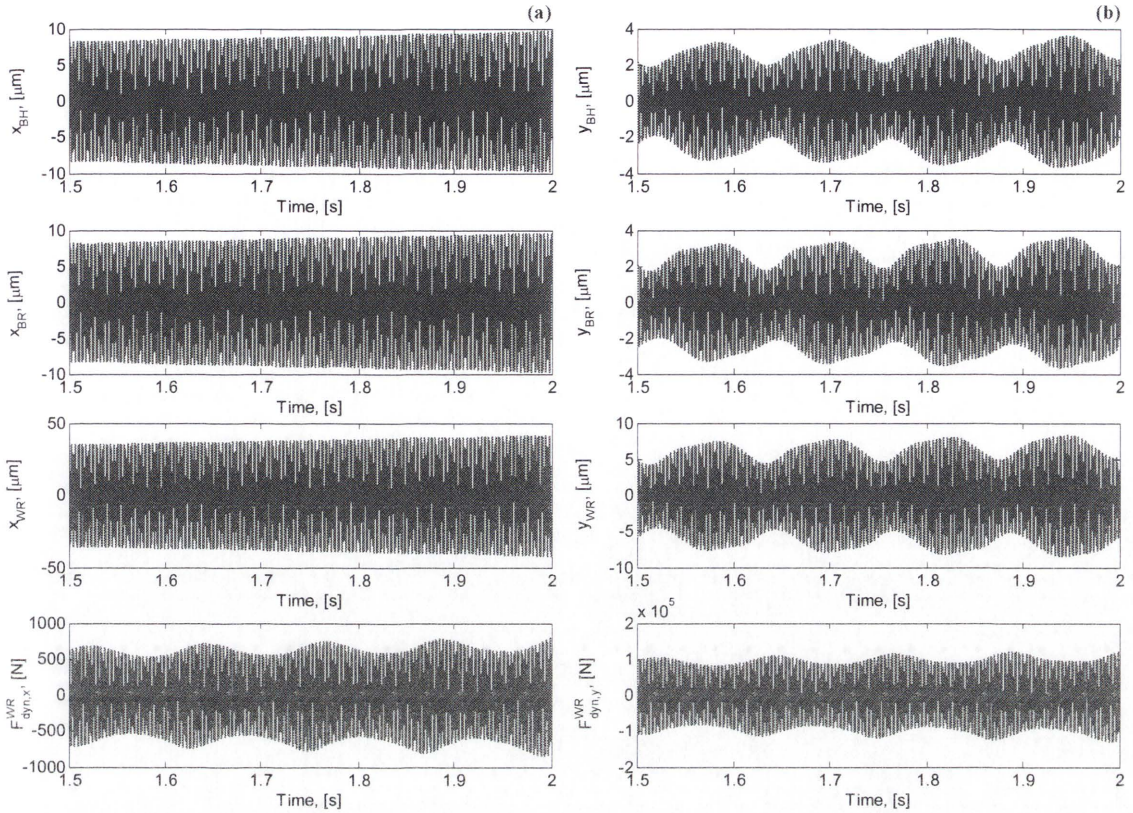 (a)
10
5
0
-5
-10
x_BH, [μm]
1.5 1.6 1.7 1.8 1.9 2
Time, [s]
10
5
0
-5
-10
x_BR, [μm]
1.5 1.6 1.7 1.8 1.9 2
Time, [s]
50
0
-50
x_WR, [μm]
1.5 1.6 1.7 1.8 1.9 2
Time, [s]
1000
500
0
-500
-1000
F^WR_dyn,x, [N]
1.5 1.6 1.7 1.8 1.9 2
Time, [s]
(b)
4
2
0
-2
-4
y_BH, [μm]
1.5 1.6 1.7 1.8 1.9 2
Time, [s]
4
2
0
-2
-4
y_BR, [μm]
1.5 1.6 1.7 1.8 1.9 2
Time, [s]
10
5
0
-5
-10
y_WR, [μm]
1.5 1.6 1.7 1.8 1.9 2
Time, [s]
x 10^5
2
1
0
-1
-2
F^WR_dyn,y, [N]
1.5 1.6 1.7 1.8 1.9 2
Time, [s]